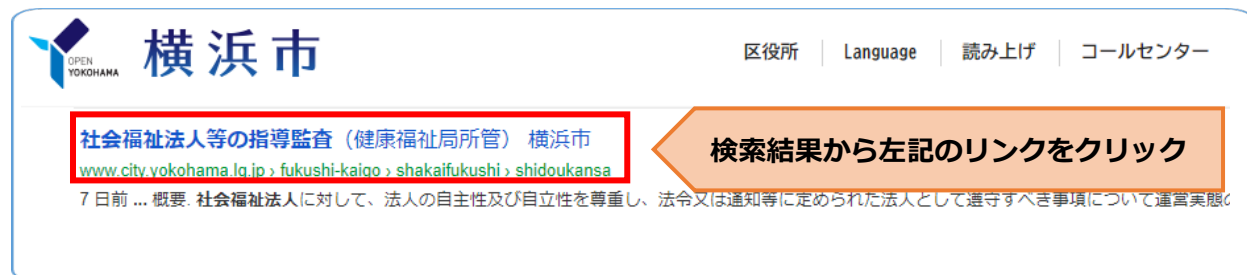 OPEN
YOKOHAMA
横浜市
区役所 Language 読み上げ コールセンター
社会福祉法人等の指導監査（健康福祉局所管） 横浜市
www.city.yokohama.lg.jp › fukushi-kaigo › shakaifukushi › shidoukansa
検索結果から左記のリンクをクリック
7 日前 ... 概要. 社会福祉法人に対して、法人の自主性及び自立性を尊重し、法令又は通知等に定められた法人として遵守すべき事項について運営実態の